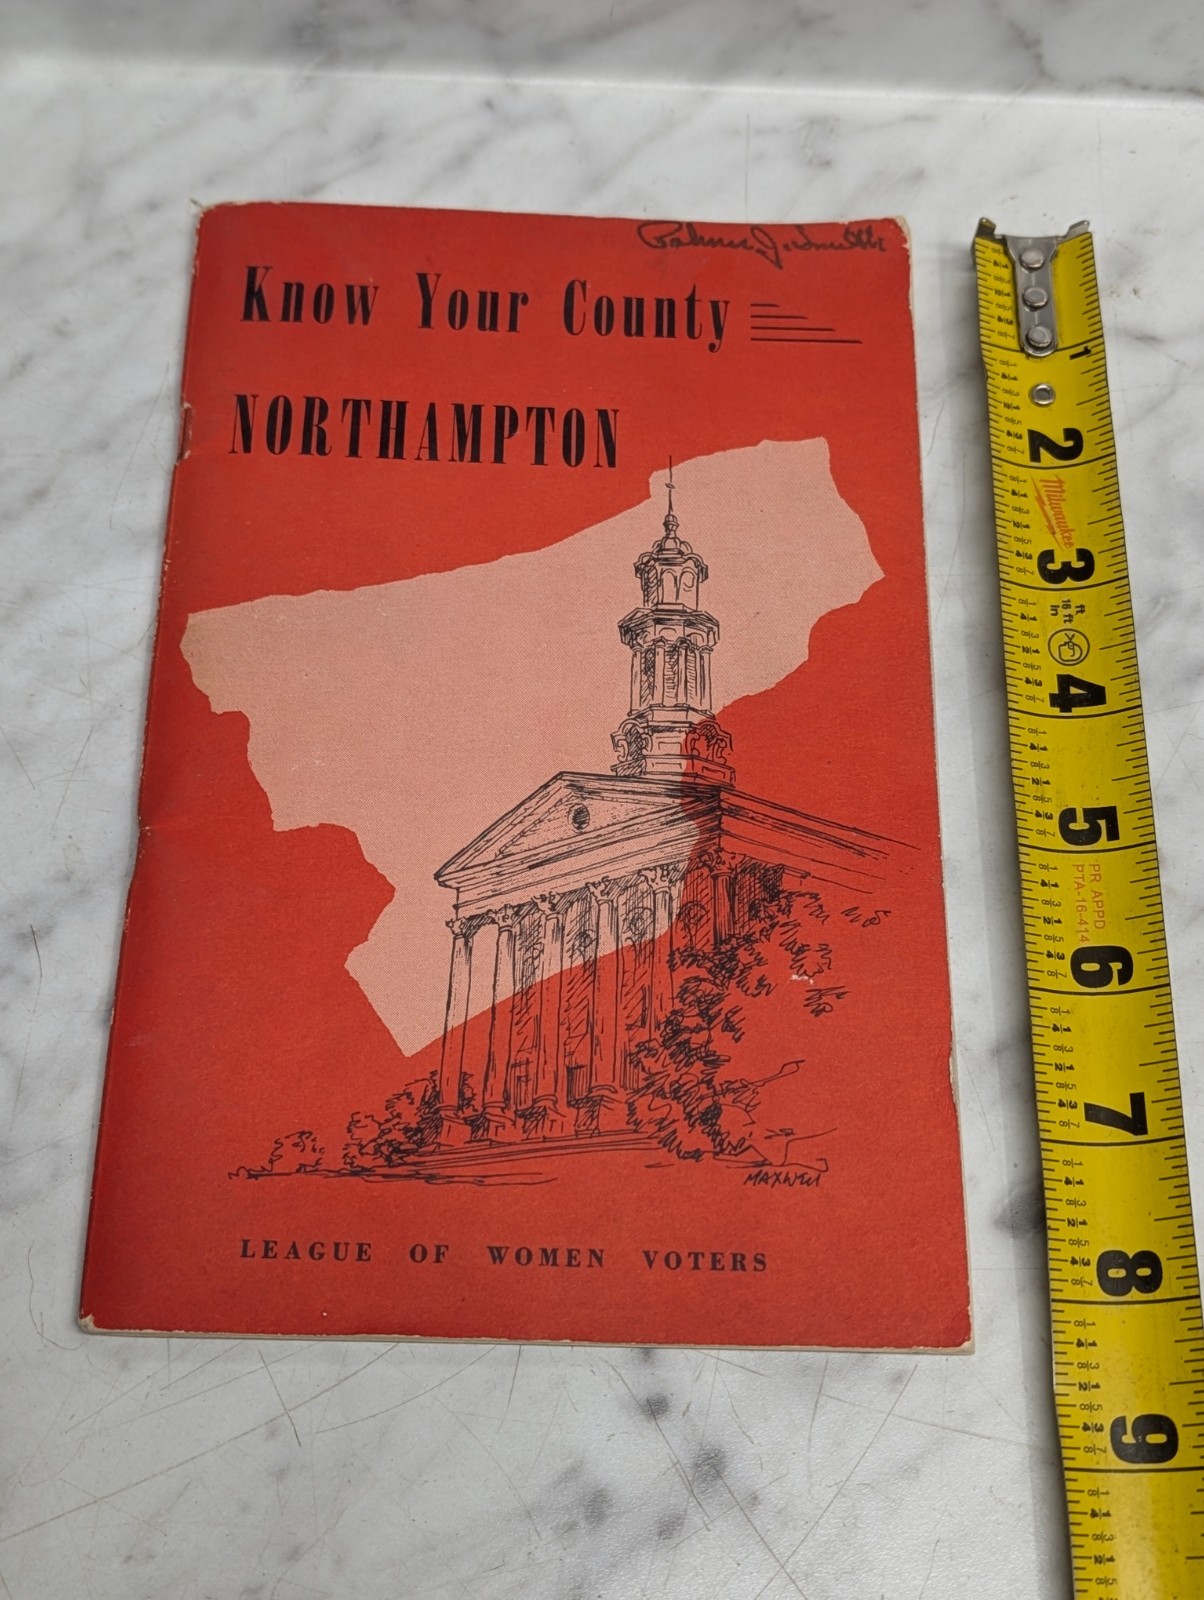 Know Your County
NORTHAMPTON
MAXWELL
LEAGUE OF WOMEN VOTERS
1
2
Milwaukee
3
16 ft
4
5
PR APPD
PTA-16-414
6
7
8
9